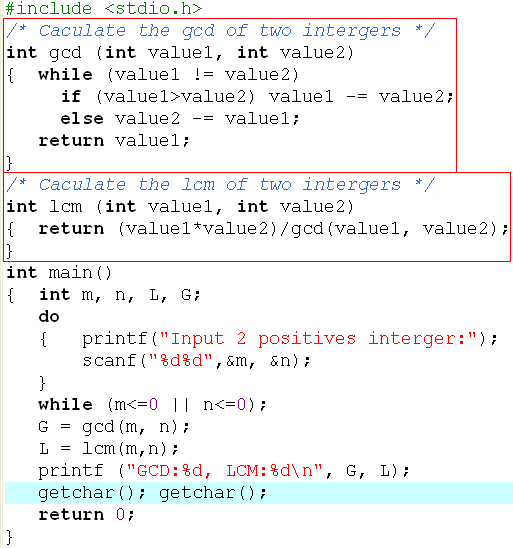 #include <stdio.h>
/* Caculate the gcd of two intergers */
int gcd (int value1, int value2)
{  while (value1 != value2)
     if (value1>value2) value1 -= value2;
     else value2 -= value1;
   return value1;
}
/* Caculate the lcm of two intergers */
int lcm (int value1, int value2)
{  return (value1*value2)/gcd(value1, value2);
}
int main()
{  int m, n, L, G;
   do
   {   printf("Input 2 positives interger:");
       scanf("%d%d",&m, &n);
   }
   while (m<=0 || n<=0);
   G = gcd(m, n);
   L = lcm(m,n);
   printf ("GCD:%d, LCM:%d\n", G, L);
   getchar(); getchar();
   return 0;
}